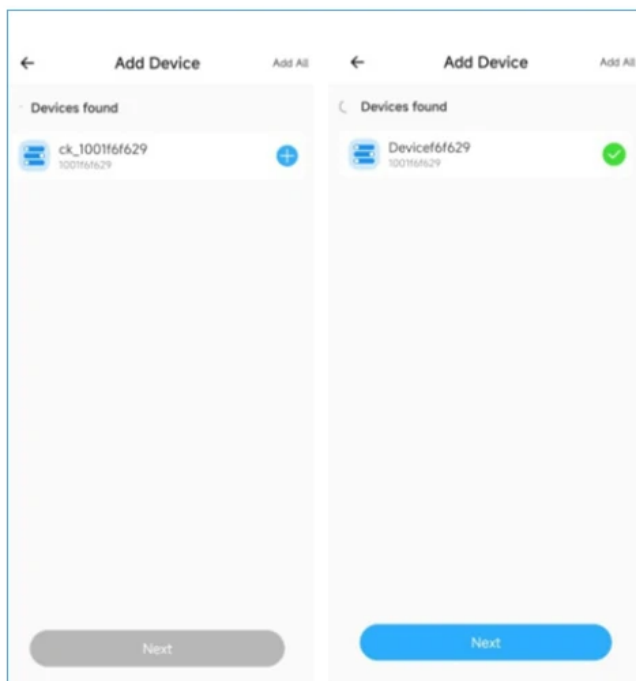 Add Device
Add All
Devices found
ck_1001f6f629
1001f6f629
Next
Add Device
Add All
Devices found
Devicef6f629
1001f6f629
Next